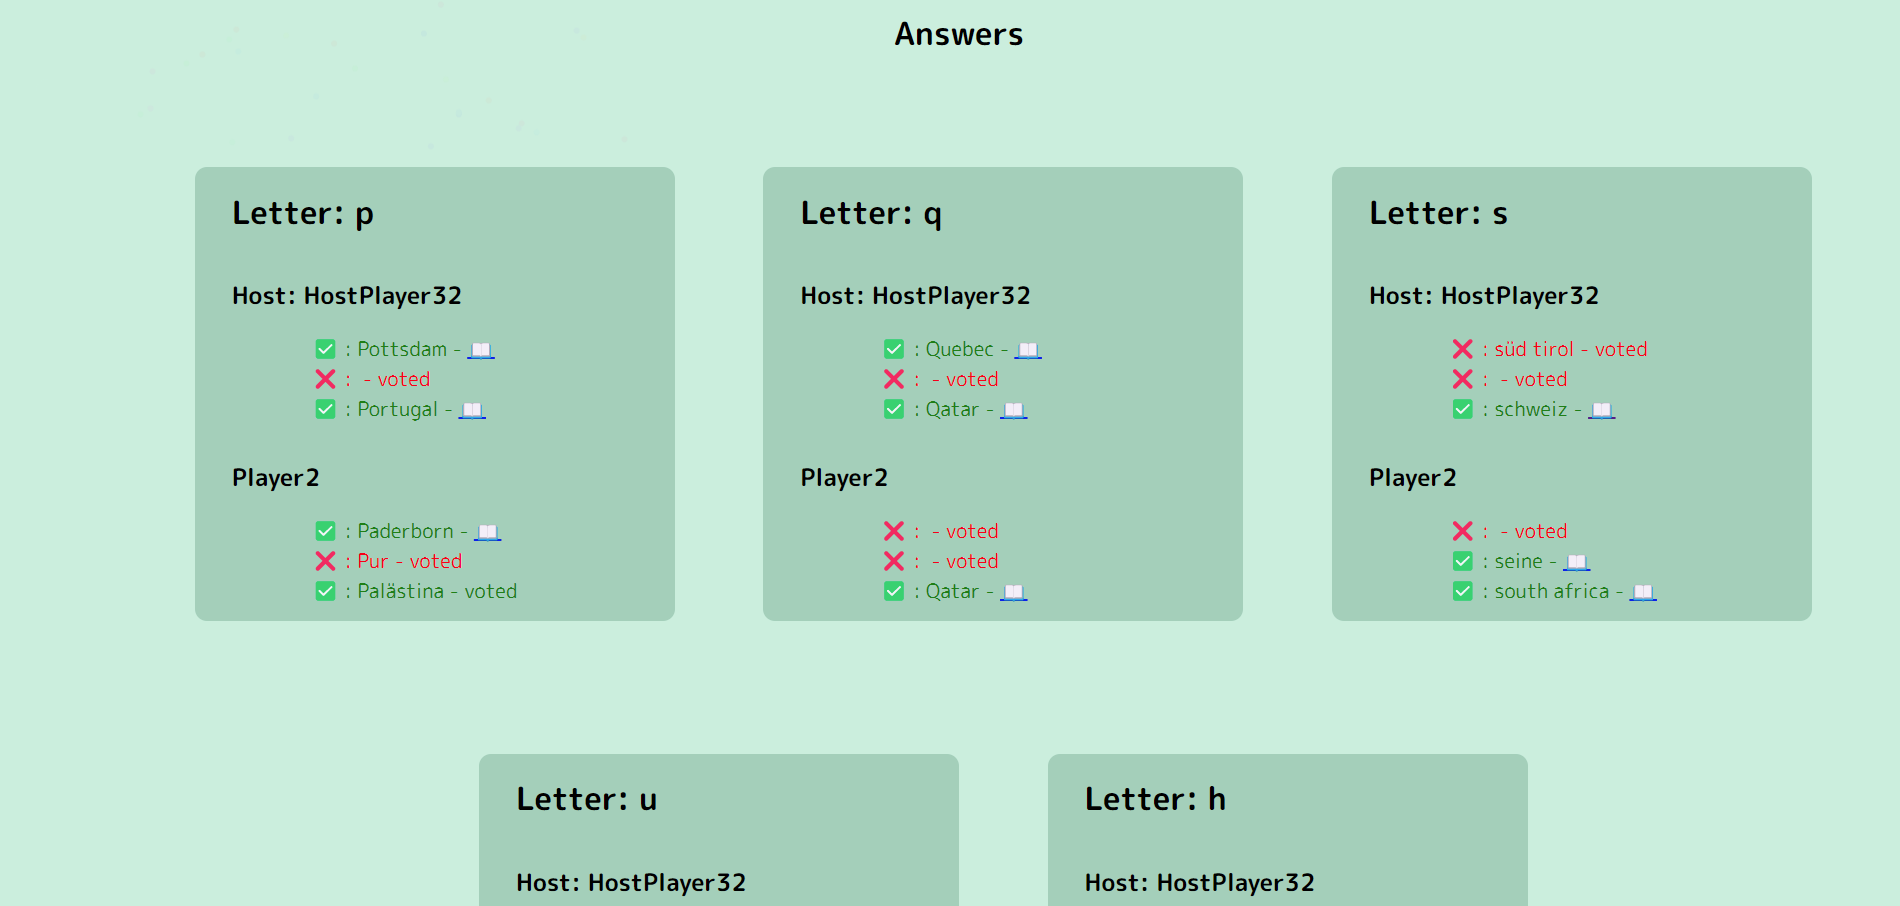 Answers
Letter: p
Host: HostPlayer32
✅ : Pottsdam - 📖
❌ : - voted
✅ : Portugal - 📖
Player2
✅ : Paderborn - 📖
❌ : Pur - voted
✅ : Palästina - voted
Letter: q
Host: HostPlayer32
✅ : Quebec - 📖
❌ : - voted
✅ : Qatar - 📖
Player2
❌ : - voted
❌ : - voted
✅ : Qatar - 📖
Letter: s
Host: HostPlayer32
❌ : süd tirol - voted
❌ : - voted
✅ : schweiz - 📖
Player2
❌ : - voted
✅ : seine - 📖
✅ : south africa - 📖
Letter: u
Host: HostPlayer32
Letter: h
Host: HostPlayer32